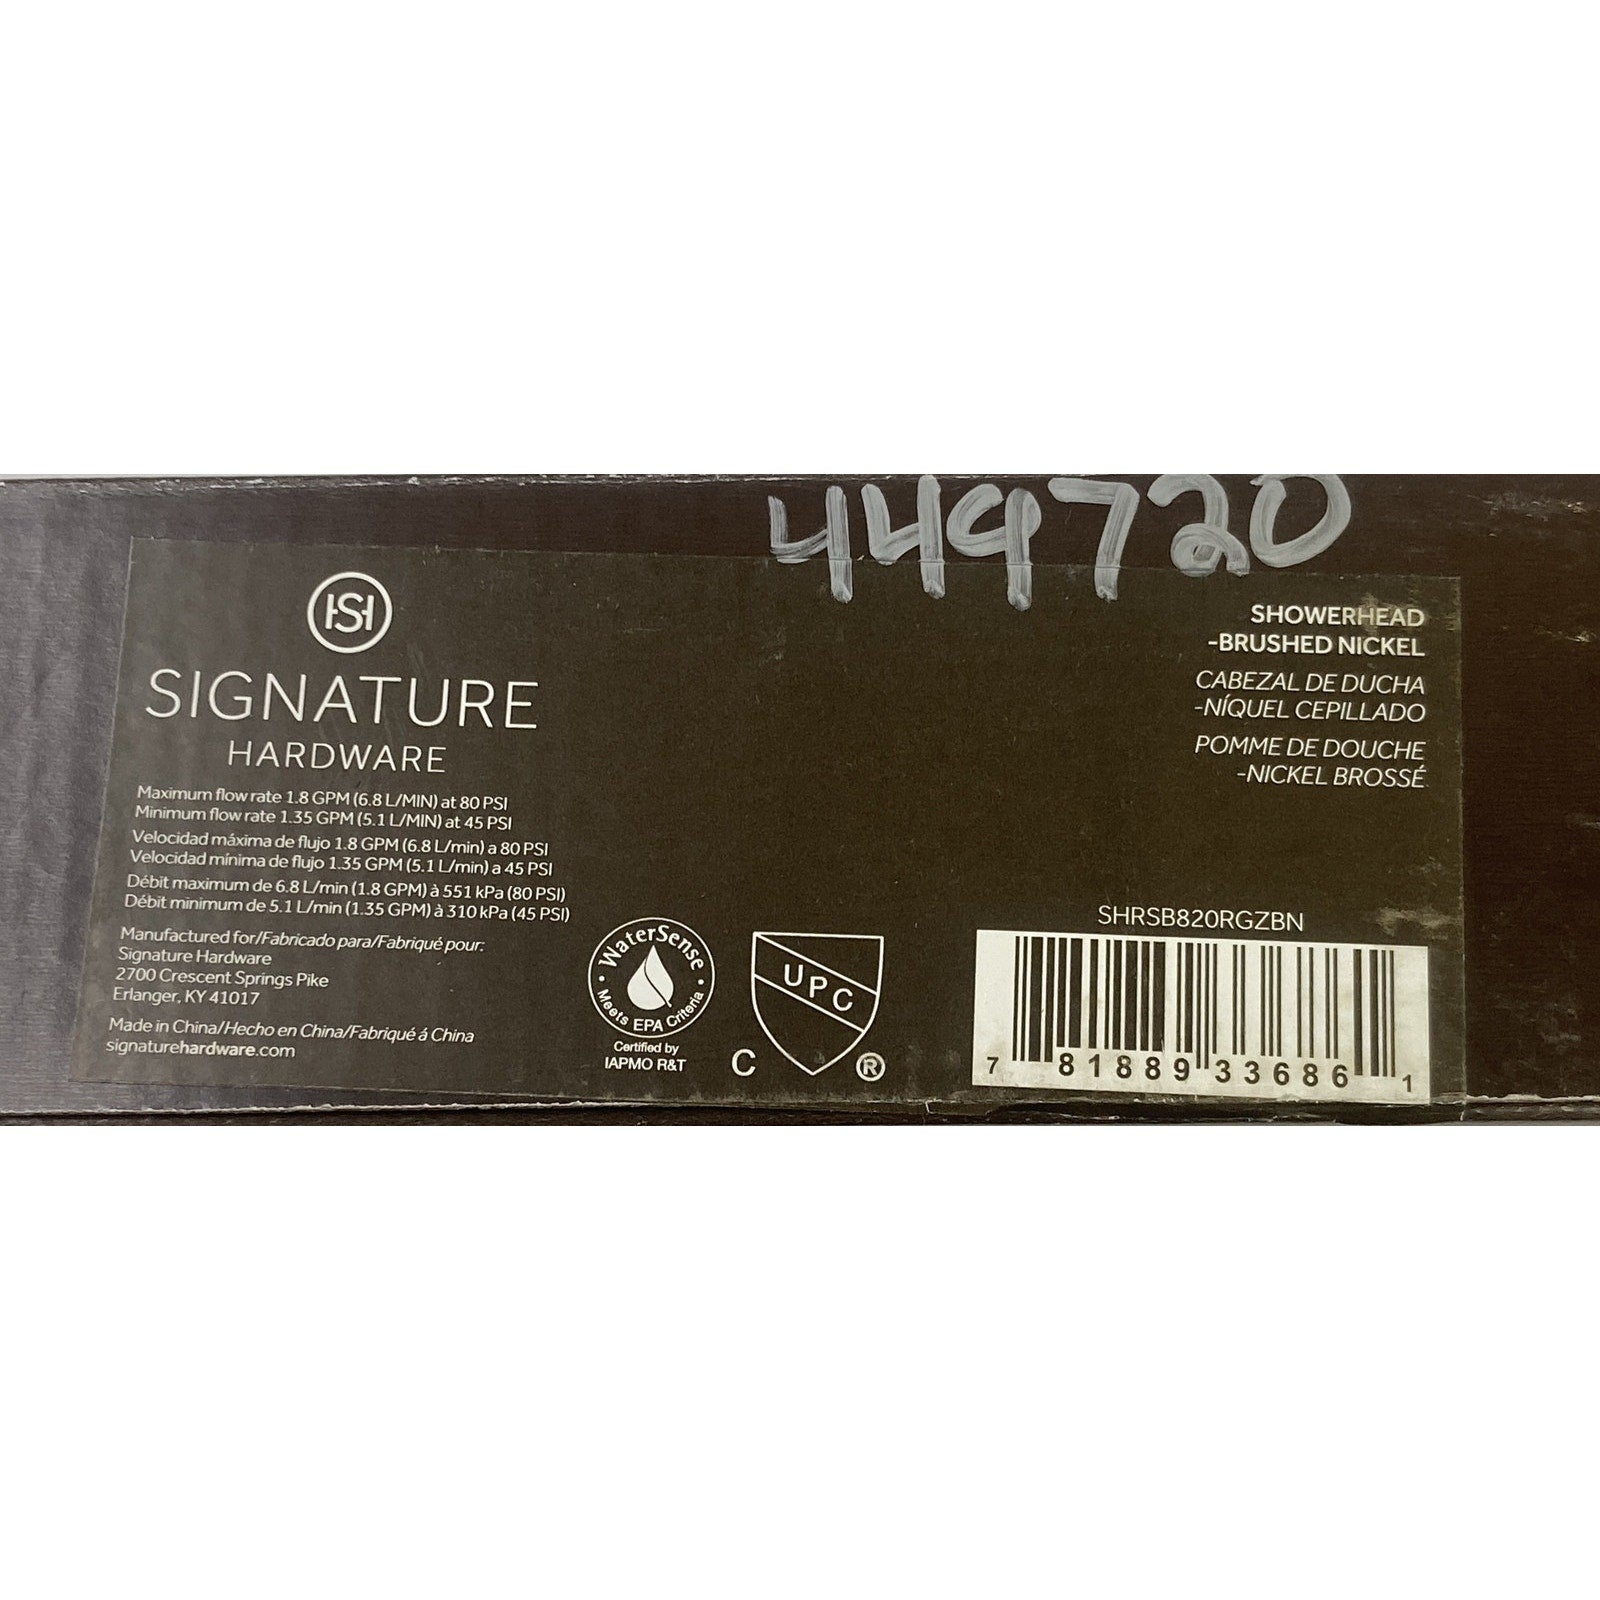 449720
HSH
SIGNATURE
HARDWARE
Maximum flow rate 1.8 GPM (6.8 L/MIN) at 80 PSI
Minimum flow rate 1.35 GPM (5.1 L/MIN) at 45 PSI
Velocidad máxima de flujo 1.8 GPM (6.8 L/min) a 80 PSI
Velocidad mínima de flujo 1.35 GPM (5.1 L/min) a 45 PSI
Débit maximum de 6.8 L/min (1.8 GPM) à 551 kPa (80 PSI)
Débit minimum de 5.1 L/min (1.35 GPM) à 310 kPa (45 PSI)
Manufactured for/Fabricado para/Fabriqué pour:
Signature Hardware
2700 Crescent Springs Pike
Erlanger, KY 41017
Made in China/Hecho en China/Fabriqué á China
signaturehardware.com
WaterSense
Meets EPA Criteria
Certified by
IAPMO R&T
UPC
C ®
SHOWERHEAD
-BRUSHED NICKEL
CABEZAL DE DUCHA
-NÍQUEL CEPILLADO
POMME DE DOUCHE
-NICKEL BROSSÉ
SHRSB820RGZBN
7 81889 33686 1